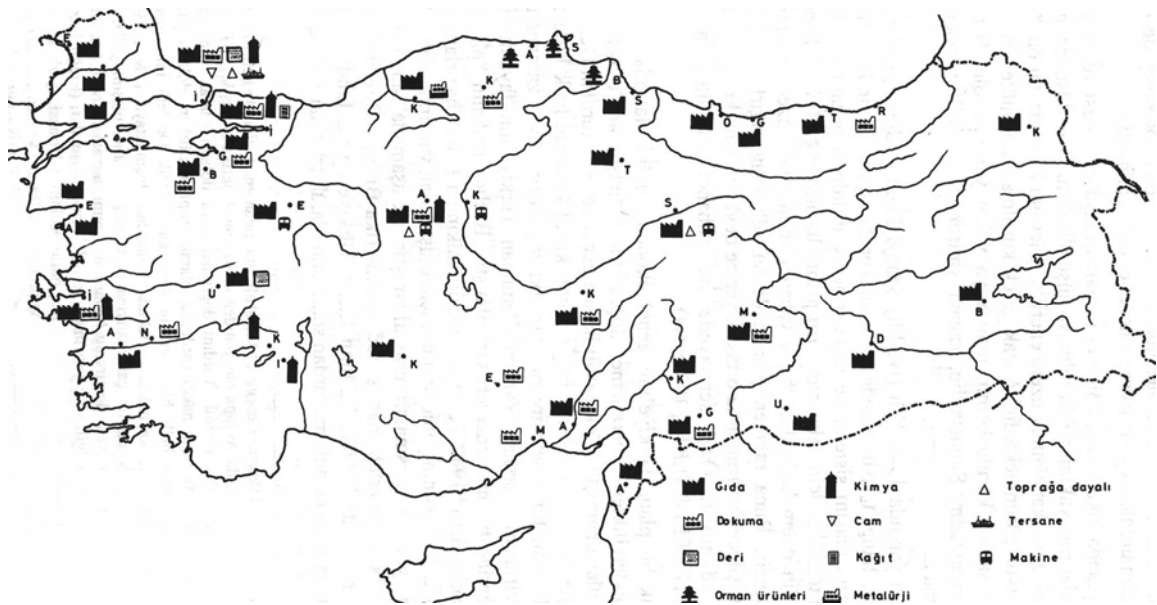 E
A
S
K
B
K
S
İ
O
G
T
R
K
i
G
T
B
E
E
A
K
S
A
U
K
B
i
M
A
N
K
D
I
K
K
E
U
A
G
M
A
Gıda
Kimya
Toprağa dayalı
Dokuma
Cam
Tersane
Deri
Kağıt
Makine
Orman ürünleri
Metalürji